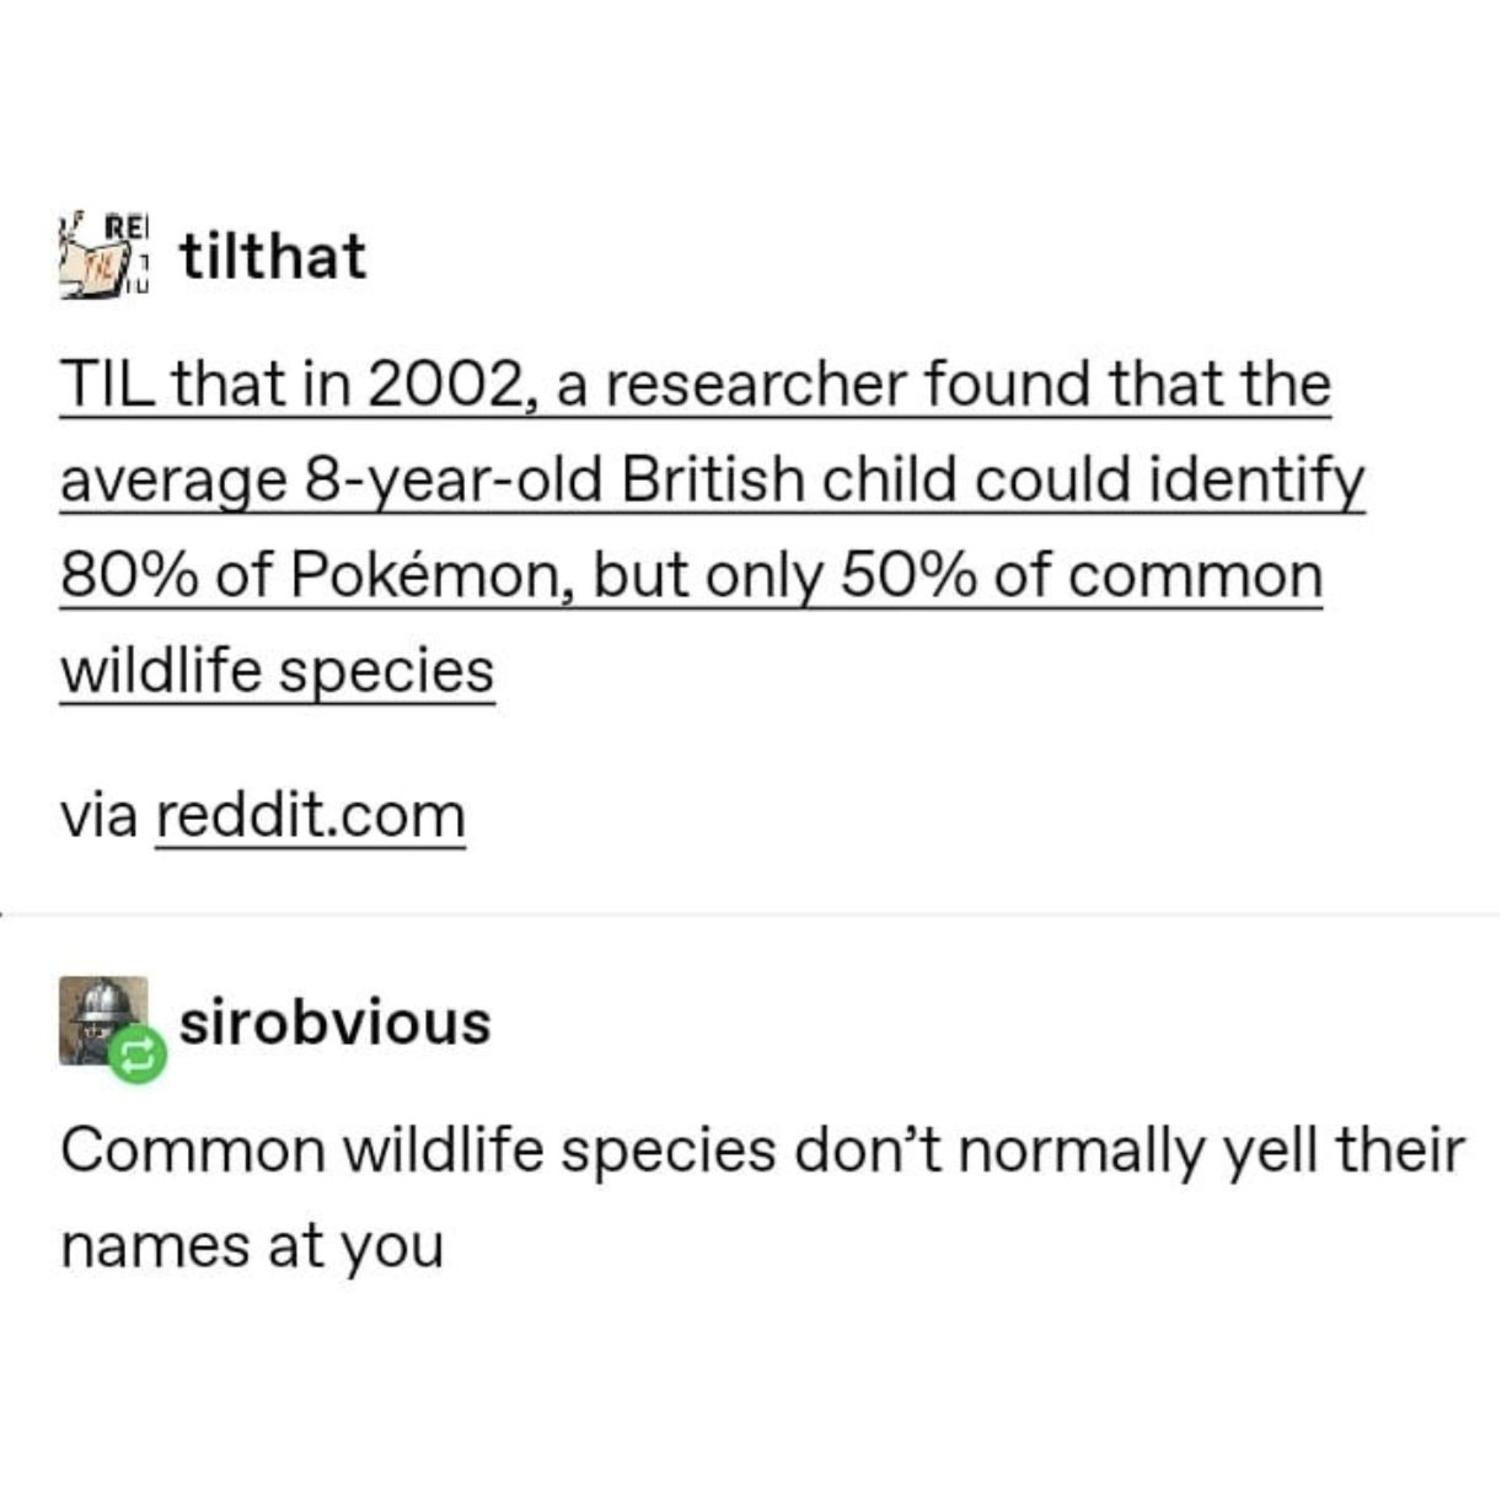 REI
TIL
tilthat
TIL that in 2002, a researcher found that the
average 8-year-old British child could identify
80% of Pokémon, but only 50% of common
wildlife species
via reddit.com
sirobvious
Common wildlife species don’t normally yell their
names at you